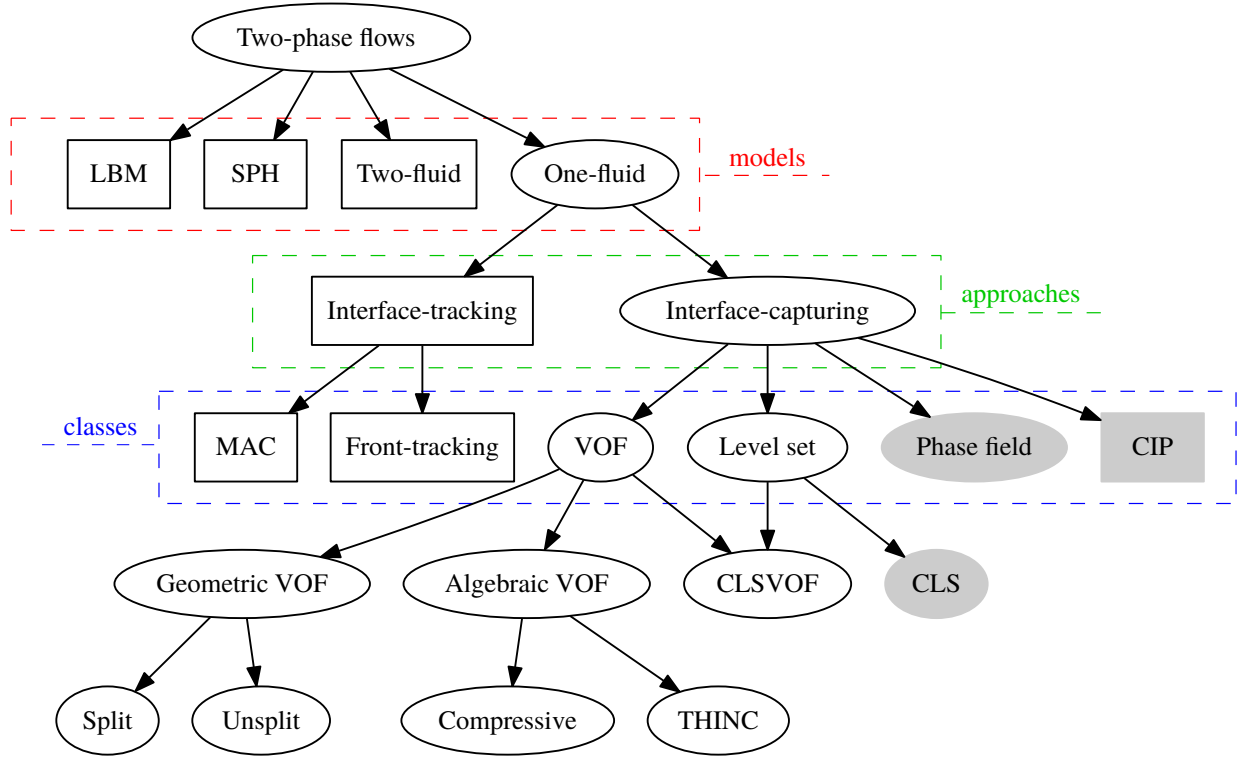 Two-phase flows
LBM
SPH
Two-fluid
One-fluid
models
Interface-tracking
Interface-capturing
approaches
classes
MAC
Front-tracking
VOF
Level set
Phase field
CIP
Geometric VOF
Algebraic VOF
CLSVOF
CLS
Split
Unsplit
Compressive
THINC